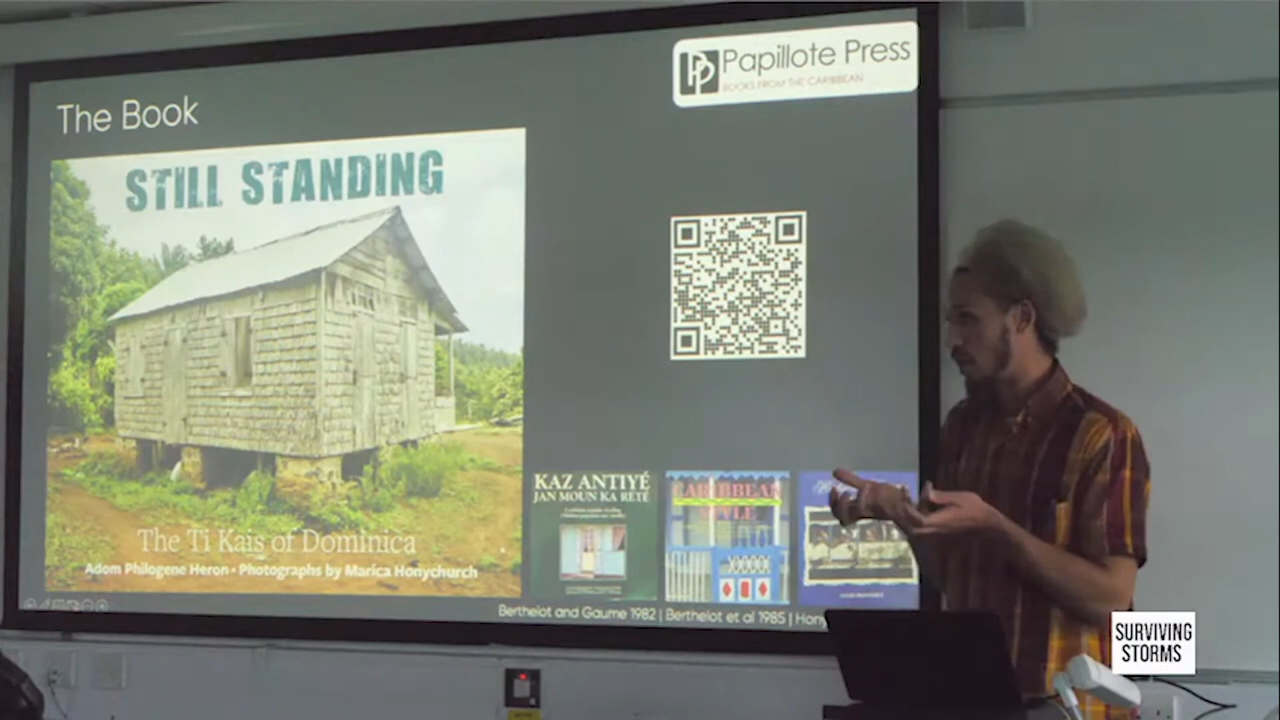 Papillote Press
BOOKS FROM THE CARIBBEAN
The Book
STILL STANDING
The Ti Kais of Dominica
Adom Philogene Heron • Photographs by Marica Honychurch
KAZ ANTIYÉ
JAN MOUN KA RÉTÉ
CARIBBEAN
Berthelot and Gaume 1982 | Berthelot et al 1985 | Hony
SURVIVING
STORMS